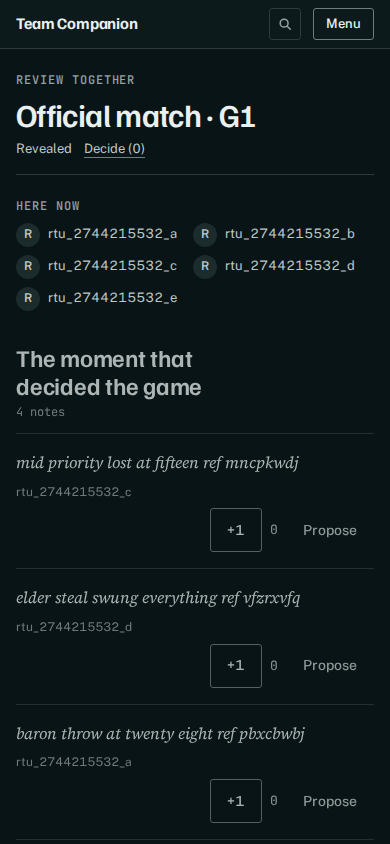 Team Companion
Menu
REVIEW TOGETHER
Official match · G1
Revealed Decide (0)
HERE NOW
R rtu_2744215532_a R rtu_2744215532_b
R rtu_2744215532_c R rtu_2744215532_d
R rtu_2744215532_e
The moment that
decided the game
4 notes
mid priority lost at fifteen ref mncpkwdj
rtu_2744215532_c
+1 0 Propose
elder steal swung everything ref vfzrxvfq
rtu_2744215532_d
+1 0 Propose
baron throw at twenty eight ref pbxcbwbj
rtu_2744215532_a
+1 0 Propose